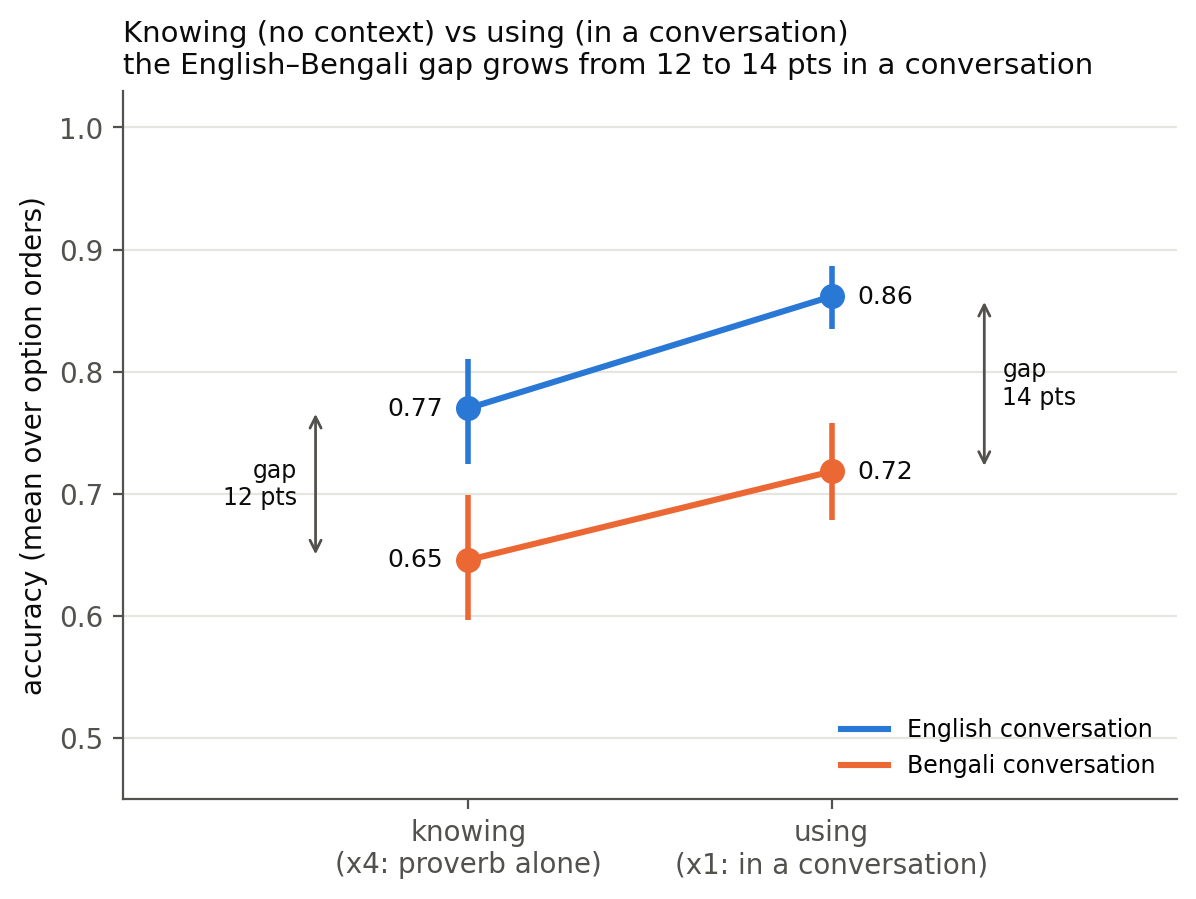 Knowing (no context) vs using (in a conversation)
the English–Bengali gap grows from 12 to 14 pts in a conversation
accuracy (mean over option orders)
1.0
0.9
0.8
0.7
0.6
0.5
0.77
0.65
gap
12 pts
0.86
0.72
gap
14 pts
English conversation
Bengali conversation
knowing
(x4: proverb alone)
using
(x1: in a conversation)